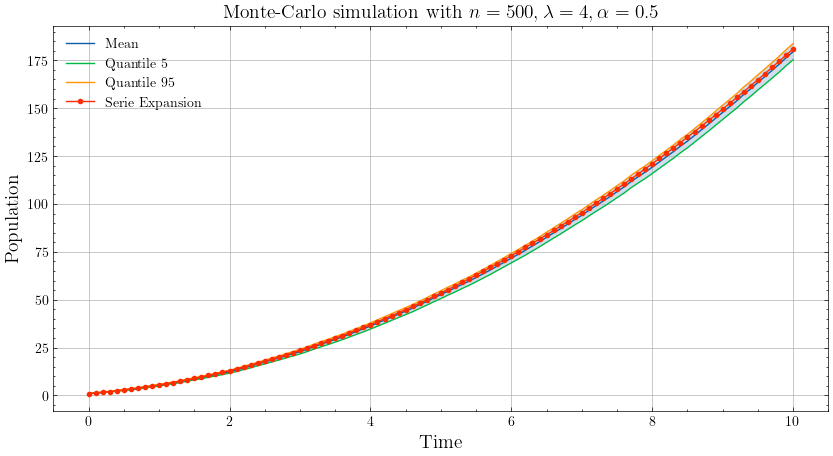 Monte-Carlo simulation with n = 500, λ = 4, α = 0.5
Mean
Quantile 5
Quantile 95
Serie Expansion
Population
175
150
125
100
75
50
25
0
0 2 4 6 8 10
Time